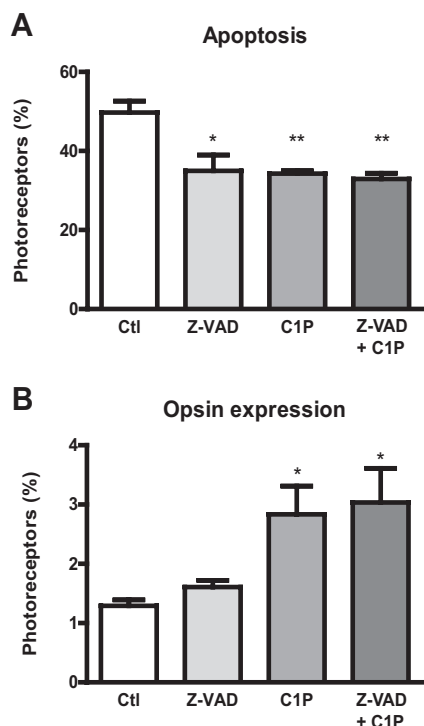 A
Apoptosis
Photoreceptors (%)
60
40
20
0
*
**
**
Ctl
Z-VAD
C1P
Z-VAD
+ C1P
B
Opsin expression
Photoreceptors (%)
4
3
2
1
0
*
*
Ctl
Z-VAD
C1P
Z-VAD
+ C1P